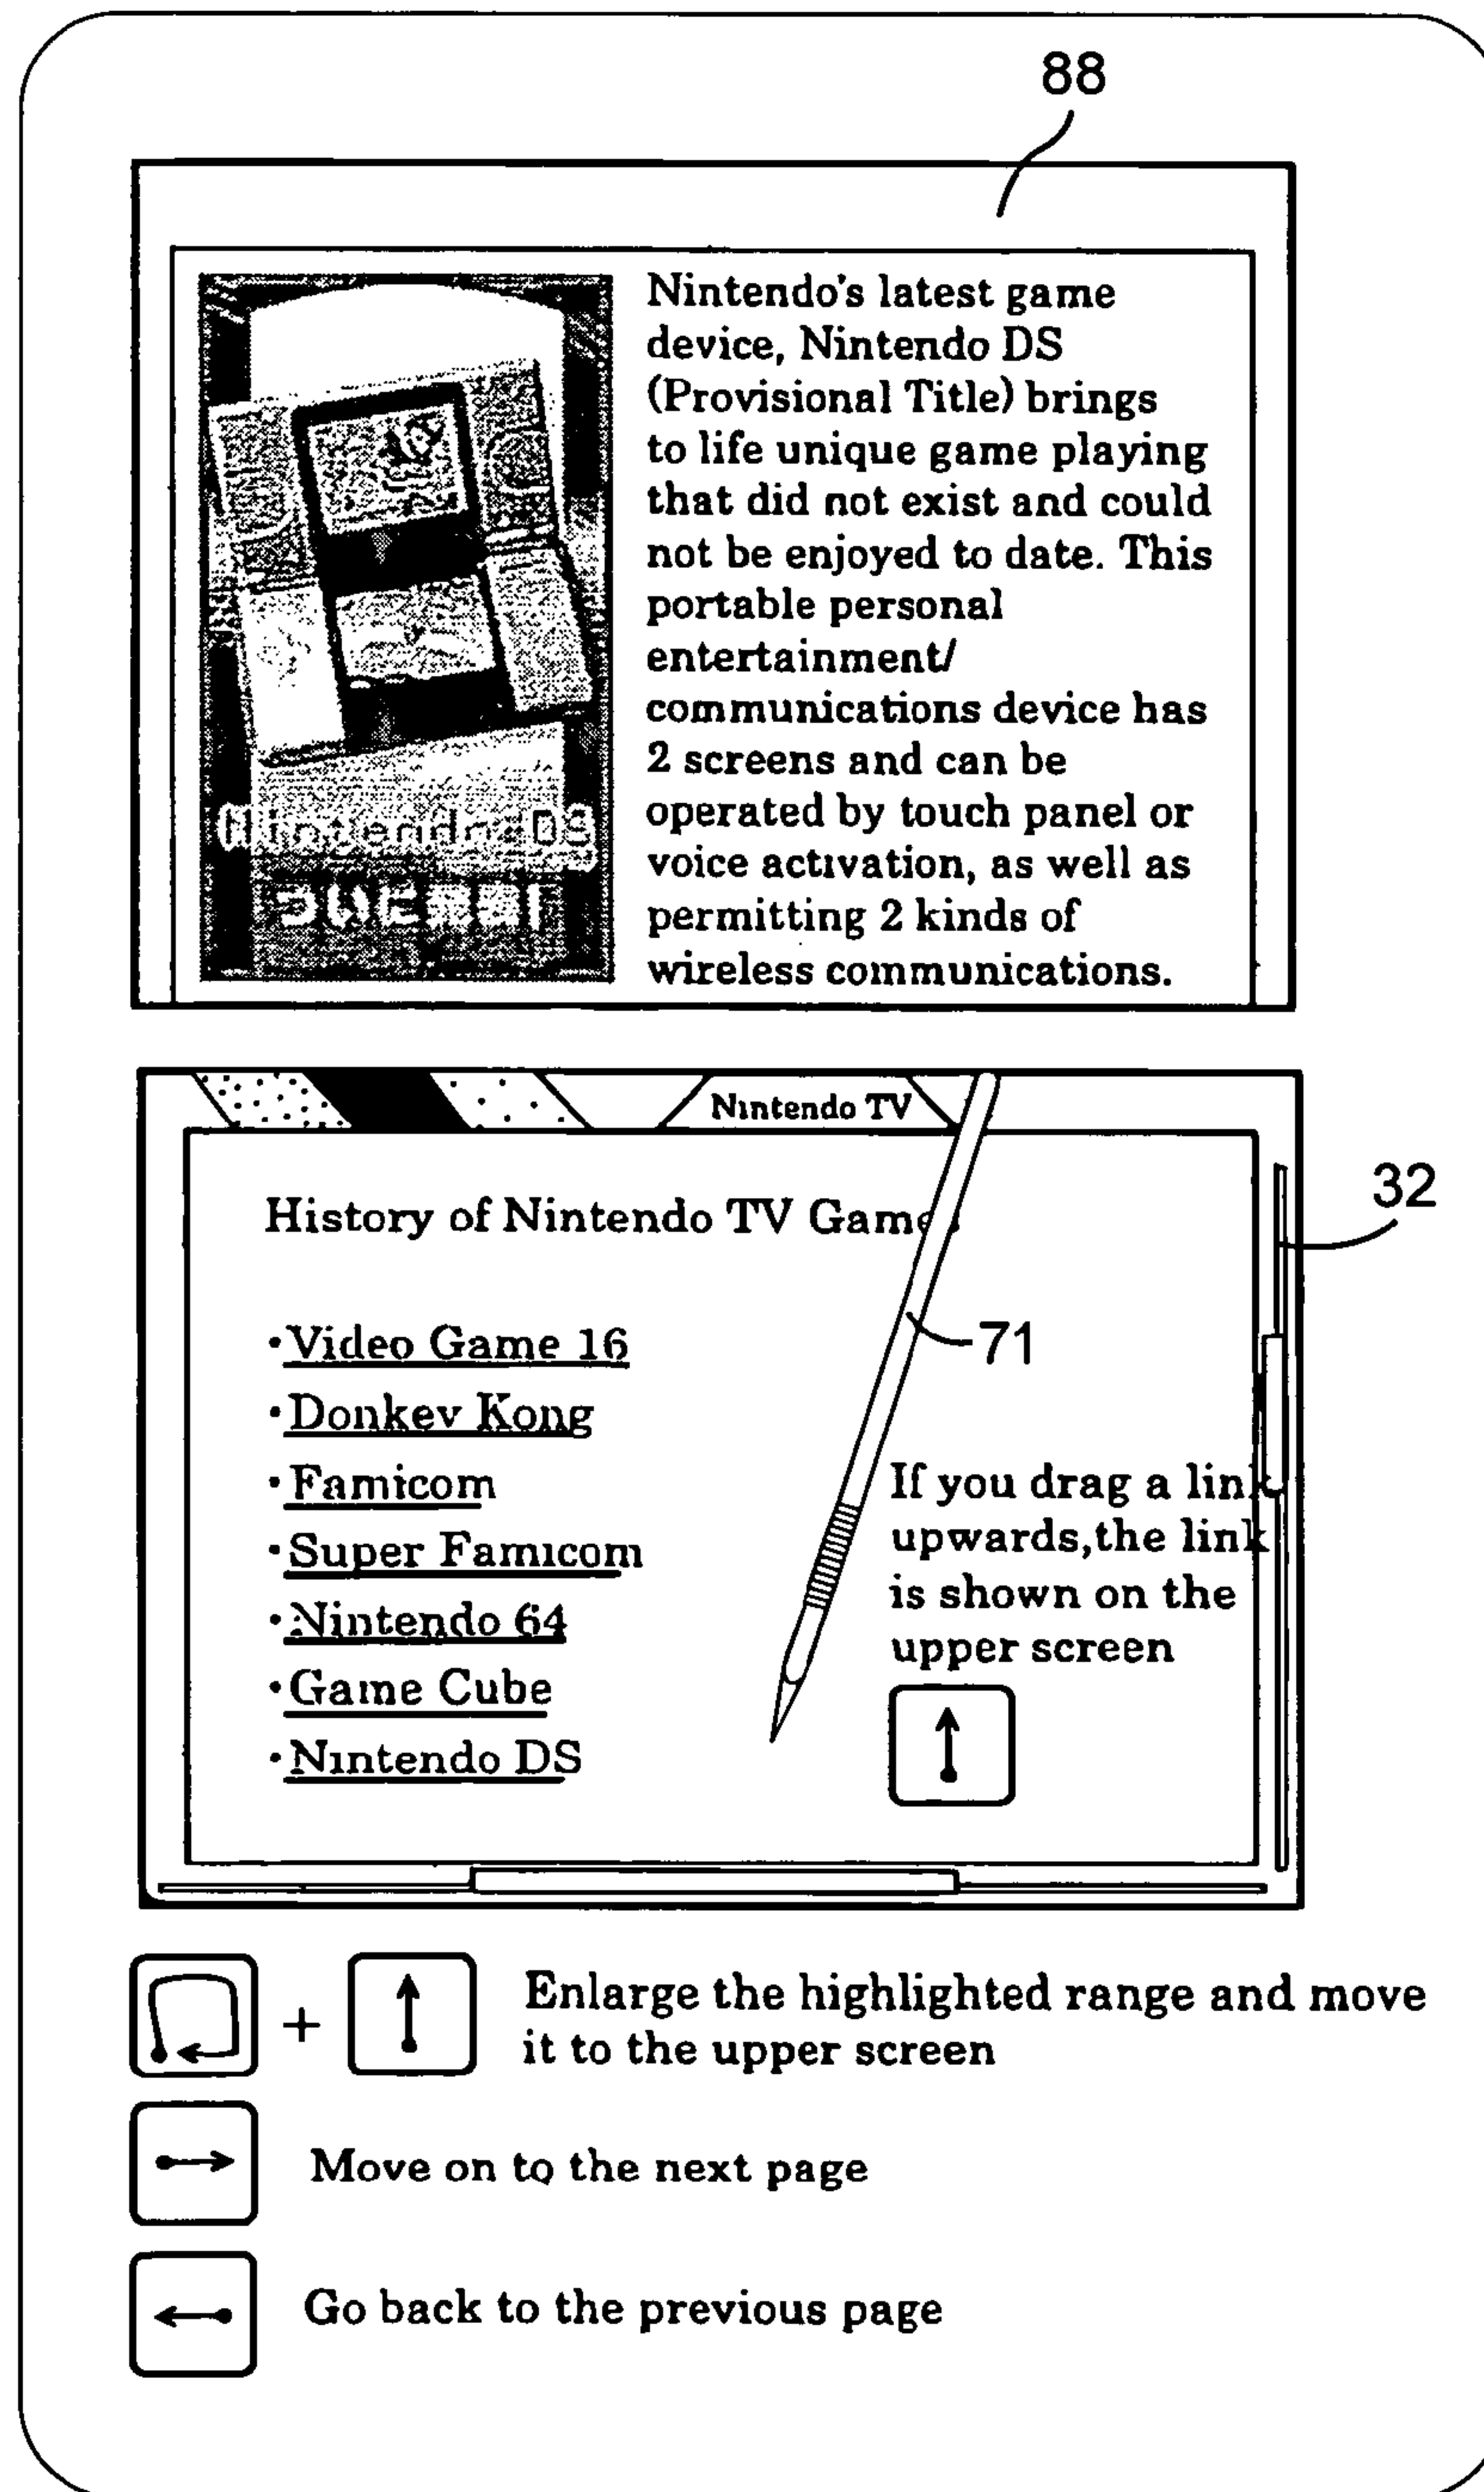 88
Nintendo's latest game
device, Nintendo DS
(Provisional Title) brings
to life unique game playing
that did not exist and could
not be enjoyed to date. This
portable personal
entertainment/
communications device has
2 screens and can be
operated by touch panel or
voice activation, as well as
permitting 2 kinds of
wireless communications.
Nintendo DS
Nintendo TV
32
History of Nintendo TV Game
71
·Video Game 16
·Donkey Kong
·Famicom
·Super Famicom
·Nintendo 64
·Game Cube
·Nintendo DS
If you drag a link
upwards,the link
is shown on the
upper screen
+
Enlarge the highlighted range and move
it to the upper screen
Move on to the next page
Go back to the previous page